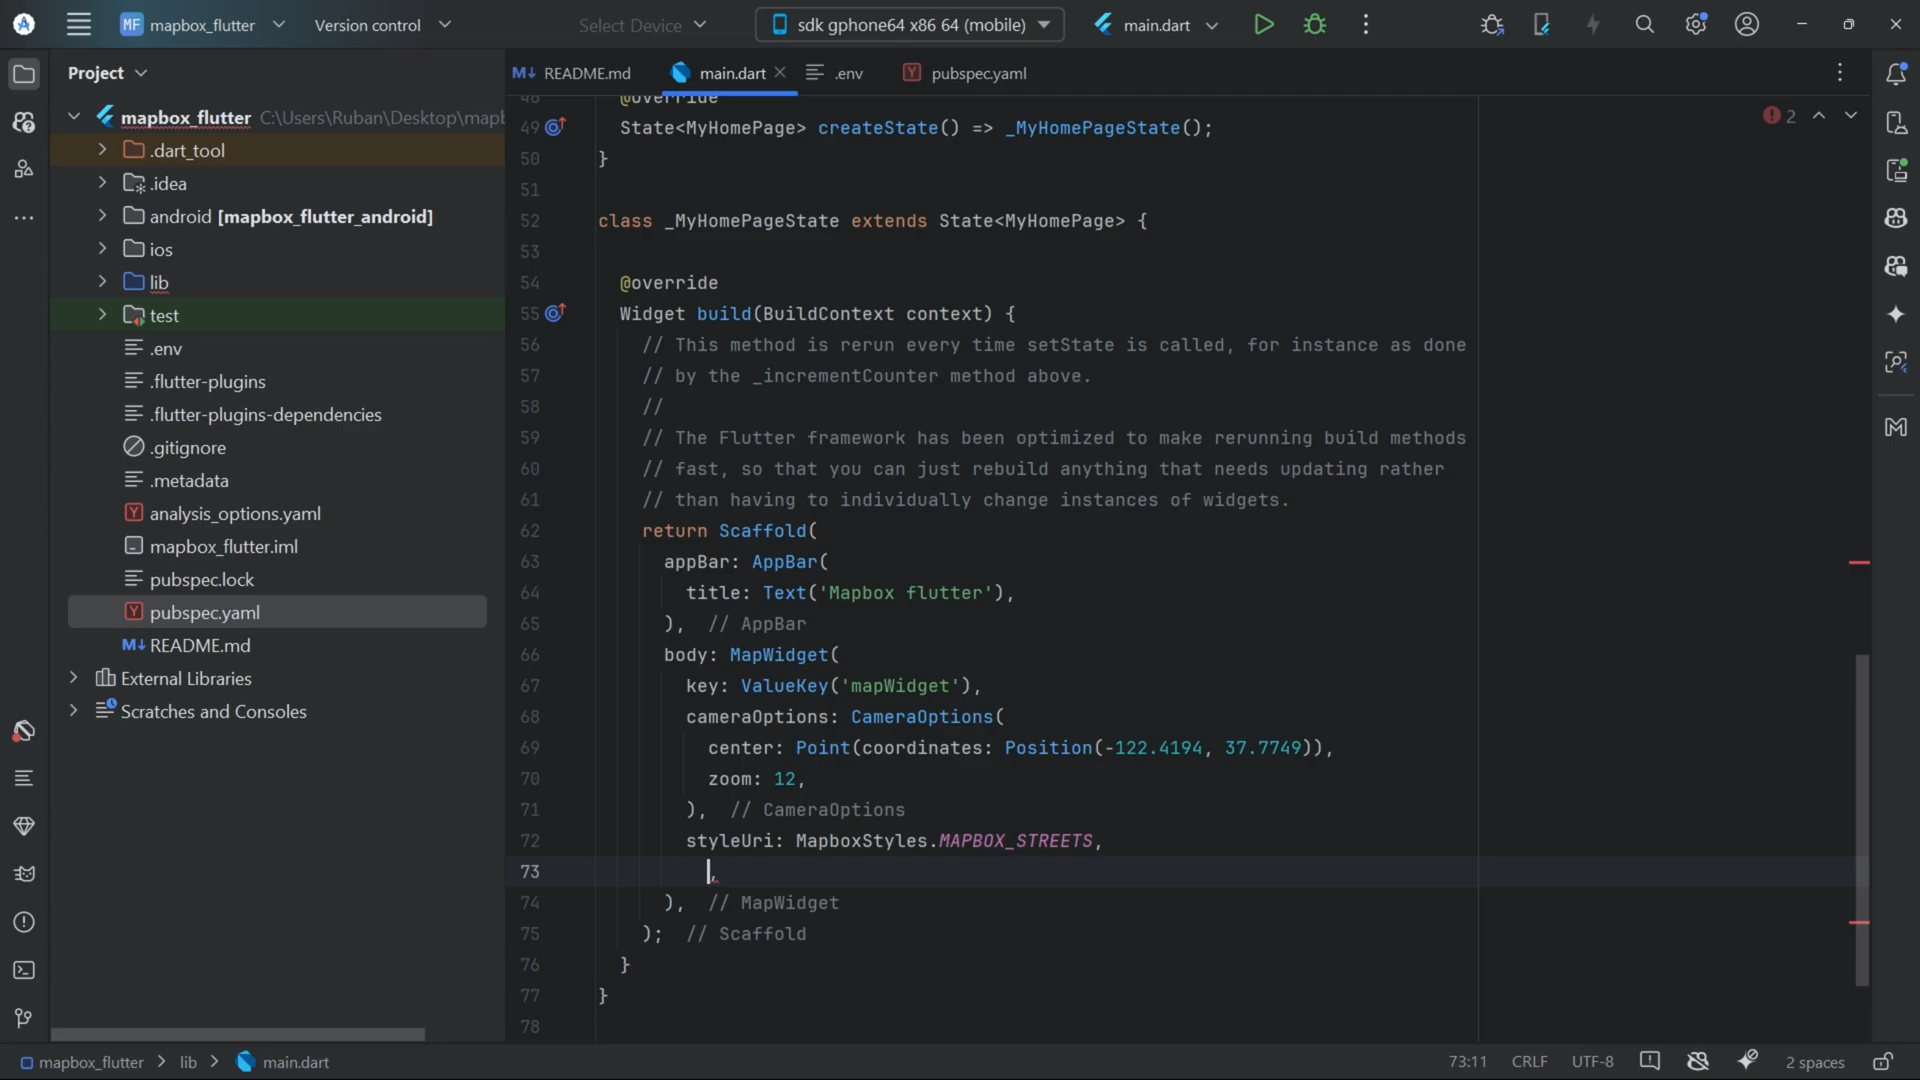 MF mapbox_flutter Version control Select Device sdk gphone64 x86 64 (mobile) main.dart
Project
README.md main.dart .env pubspec.yaml
mapbox_flutter C:\Users\Ruban\Desktop\mapb
.dart_tool
.idea
android [mapbox_flutter_android]
ios
lib
test
.env
.flutter-plugins
.flutter-plugins-dependencies
.gitignore
.metadata
analysis_options.yaml
mapbox_flutter.iml
pubspec.lock
pubspec.yaml
README.md
External Libraries
Scratches and Consoles
2
48 @override
49 State<MyHomePage> createState() => _MyHomePageState();
50 }
51
52 class _MyHomePageState extends State<MyHomePage> {
53
54 @override
55 Widget build(BuildContext context) {
56 // This method is rerun every time setState is called, for instance as done
57 // by the _incrementCounter method above.
58 //
59 // The Flutter framework has been optimized to make rerunning build methods
60 // fast, so that you can just rebuild anything that needs updating rather
61 // than having to individually change instances of widgets.
62 return Scaffold(
63 appBar: AppBar(
64 title: Text('Mapbox flutter'),
65 ), // AppBar
66 body: MapWidget(
67 key: ValueKey('mapWidget'),
68 cameraOptions: CameraOptions(
69 center: Point(coordinates: Position(-122.4194, 37.7749)),
70 zoom: 12,
71 ), // CameraOptions
72 styleUri: MapboxStyles.MAPBOX_STREETS,
73 ,
74 ), // MapWidget
75 ); // Scaffold
76 }
77 }
78
mapbox_flutter > lib > main.dart 73:11 CRLF UTF-8 2 spaces